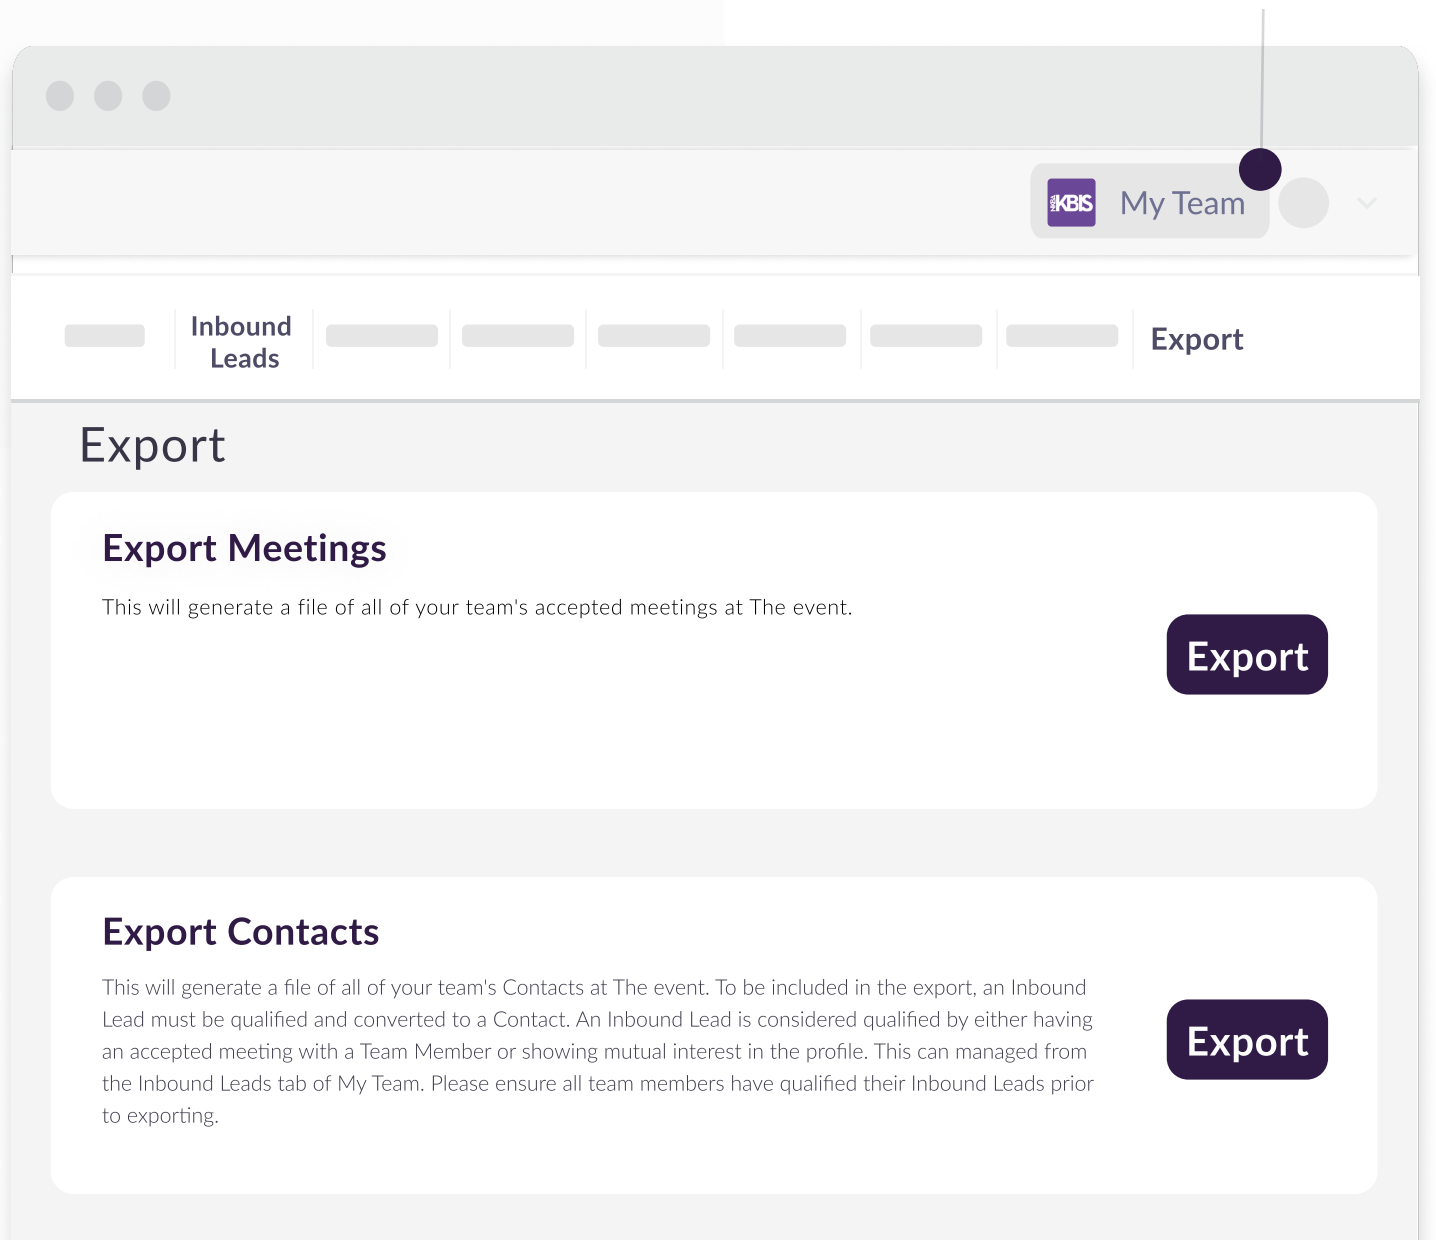 NKBA KBIS My Team
Inbound
Leads
Export
Export
Export Meetings
This will generate a file of all of your team's accepted meetings at The event.
Export
Export Contacts
This will generate a file of all of your team's Contacts at The event. To be included in the export, an Inbound
Lead must be qualified and converted to a Contact. An Inbound Lead is considered qualified by either having
an accepted meeting with a Team Member or showing mutual interest in the profile. This can managed from
the Inbound Leads tab of My Team. Please ensure all team members have qualified their Inbound Leads prior
to exporting.
Export